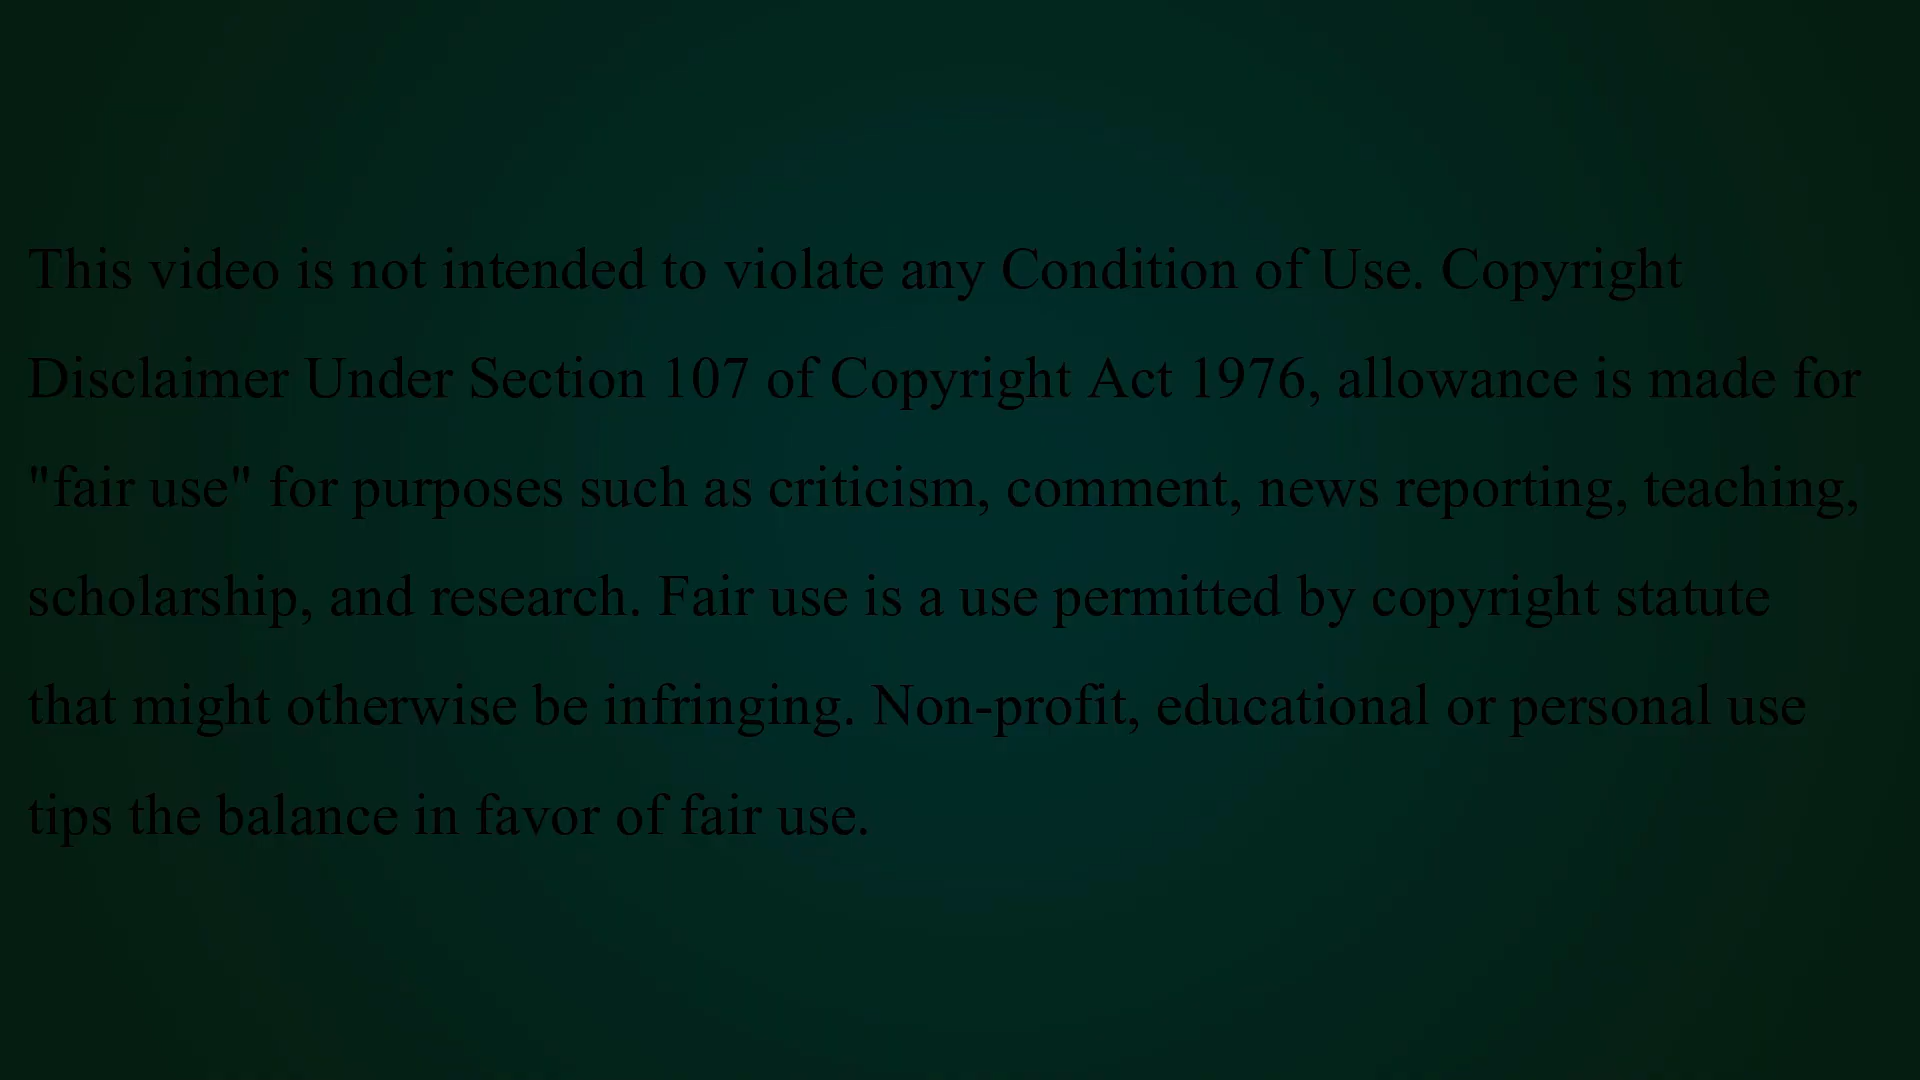 This video is not intended to violate any Condition of Use. Copyright
Disclaimer Under Section 107 of Copyright Act 1976, allowance is made for
"fair use" for purposes such as criticism, comment, news reporting, teaching,
scholarship, and research. Fair use is a use permitted by copyright statute
that might otherwise be infringing. Non-profit, educational or personal use
tips the balance in favor of fair use.